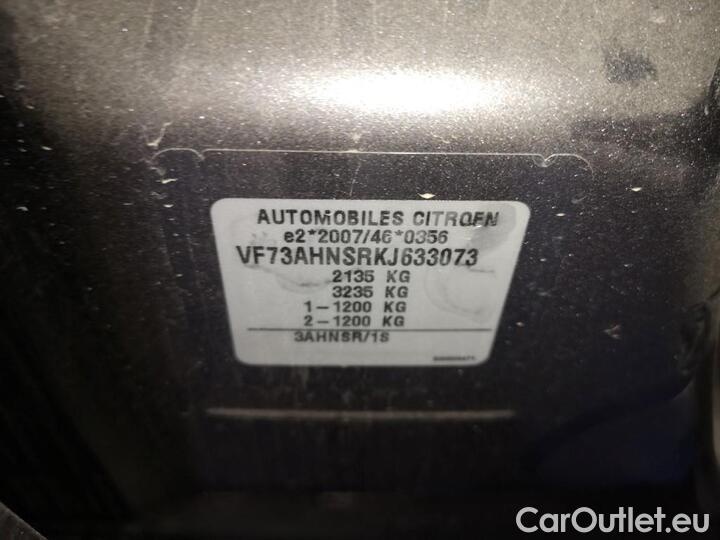 AUTOMOBILES CITROEN
e2*2007/46*0356
VF73AHNSRKJ633073
2135 KG
3235 KG
1-1200 KG
2-1200 KG
3AHNSR/1S
CarOutlet.eu